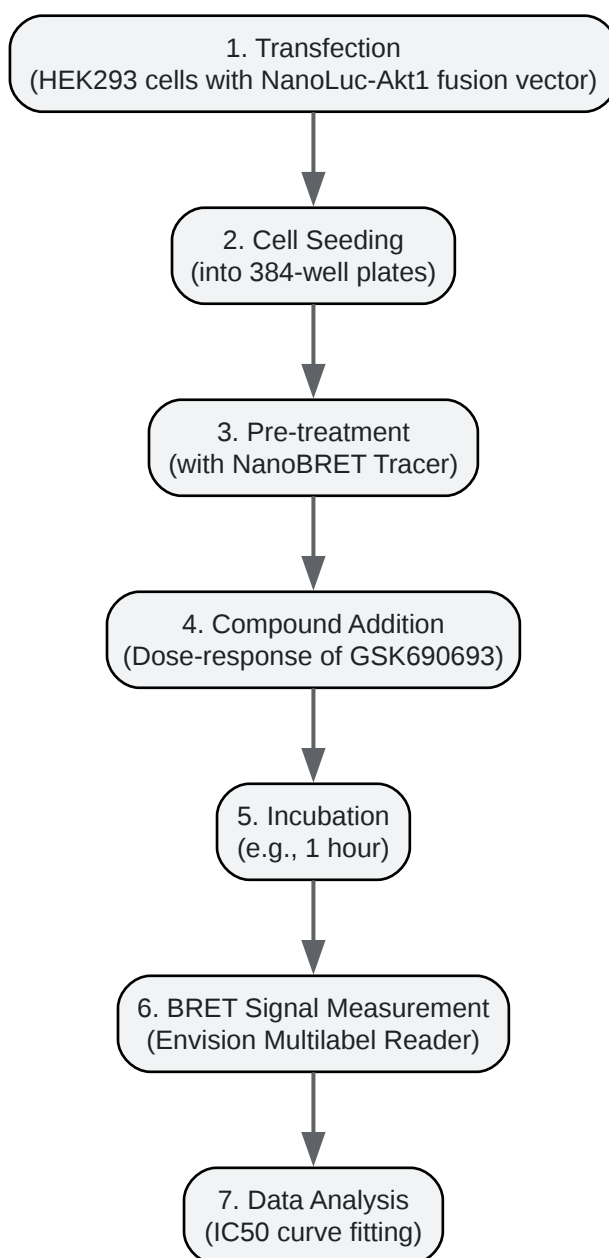 1. Transfection
(HEK293 cells with NanoLuc-Akt1 fusion vector)
2. Cell Seeding
(into 384-well plates)
3. Pre-treatment
(with NanoBRET Tracer)
4. Compound Addition
(Dose-response of GSK690693)
5. Incubation
(e.g., 1 hour)
6. BRET Signal Measurement
(Envision Multilabel Reader)
7. Data Analysis
(IC50 curve fitting)